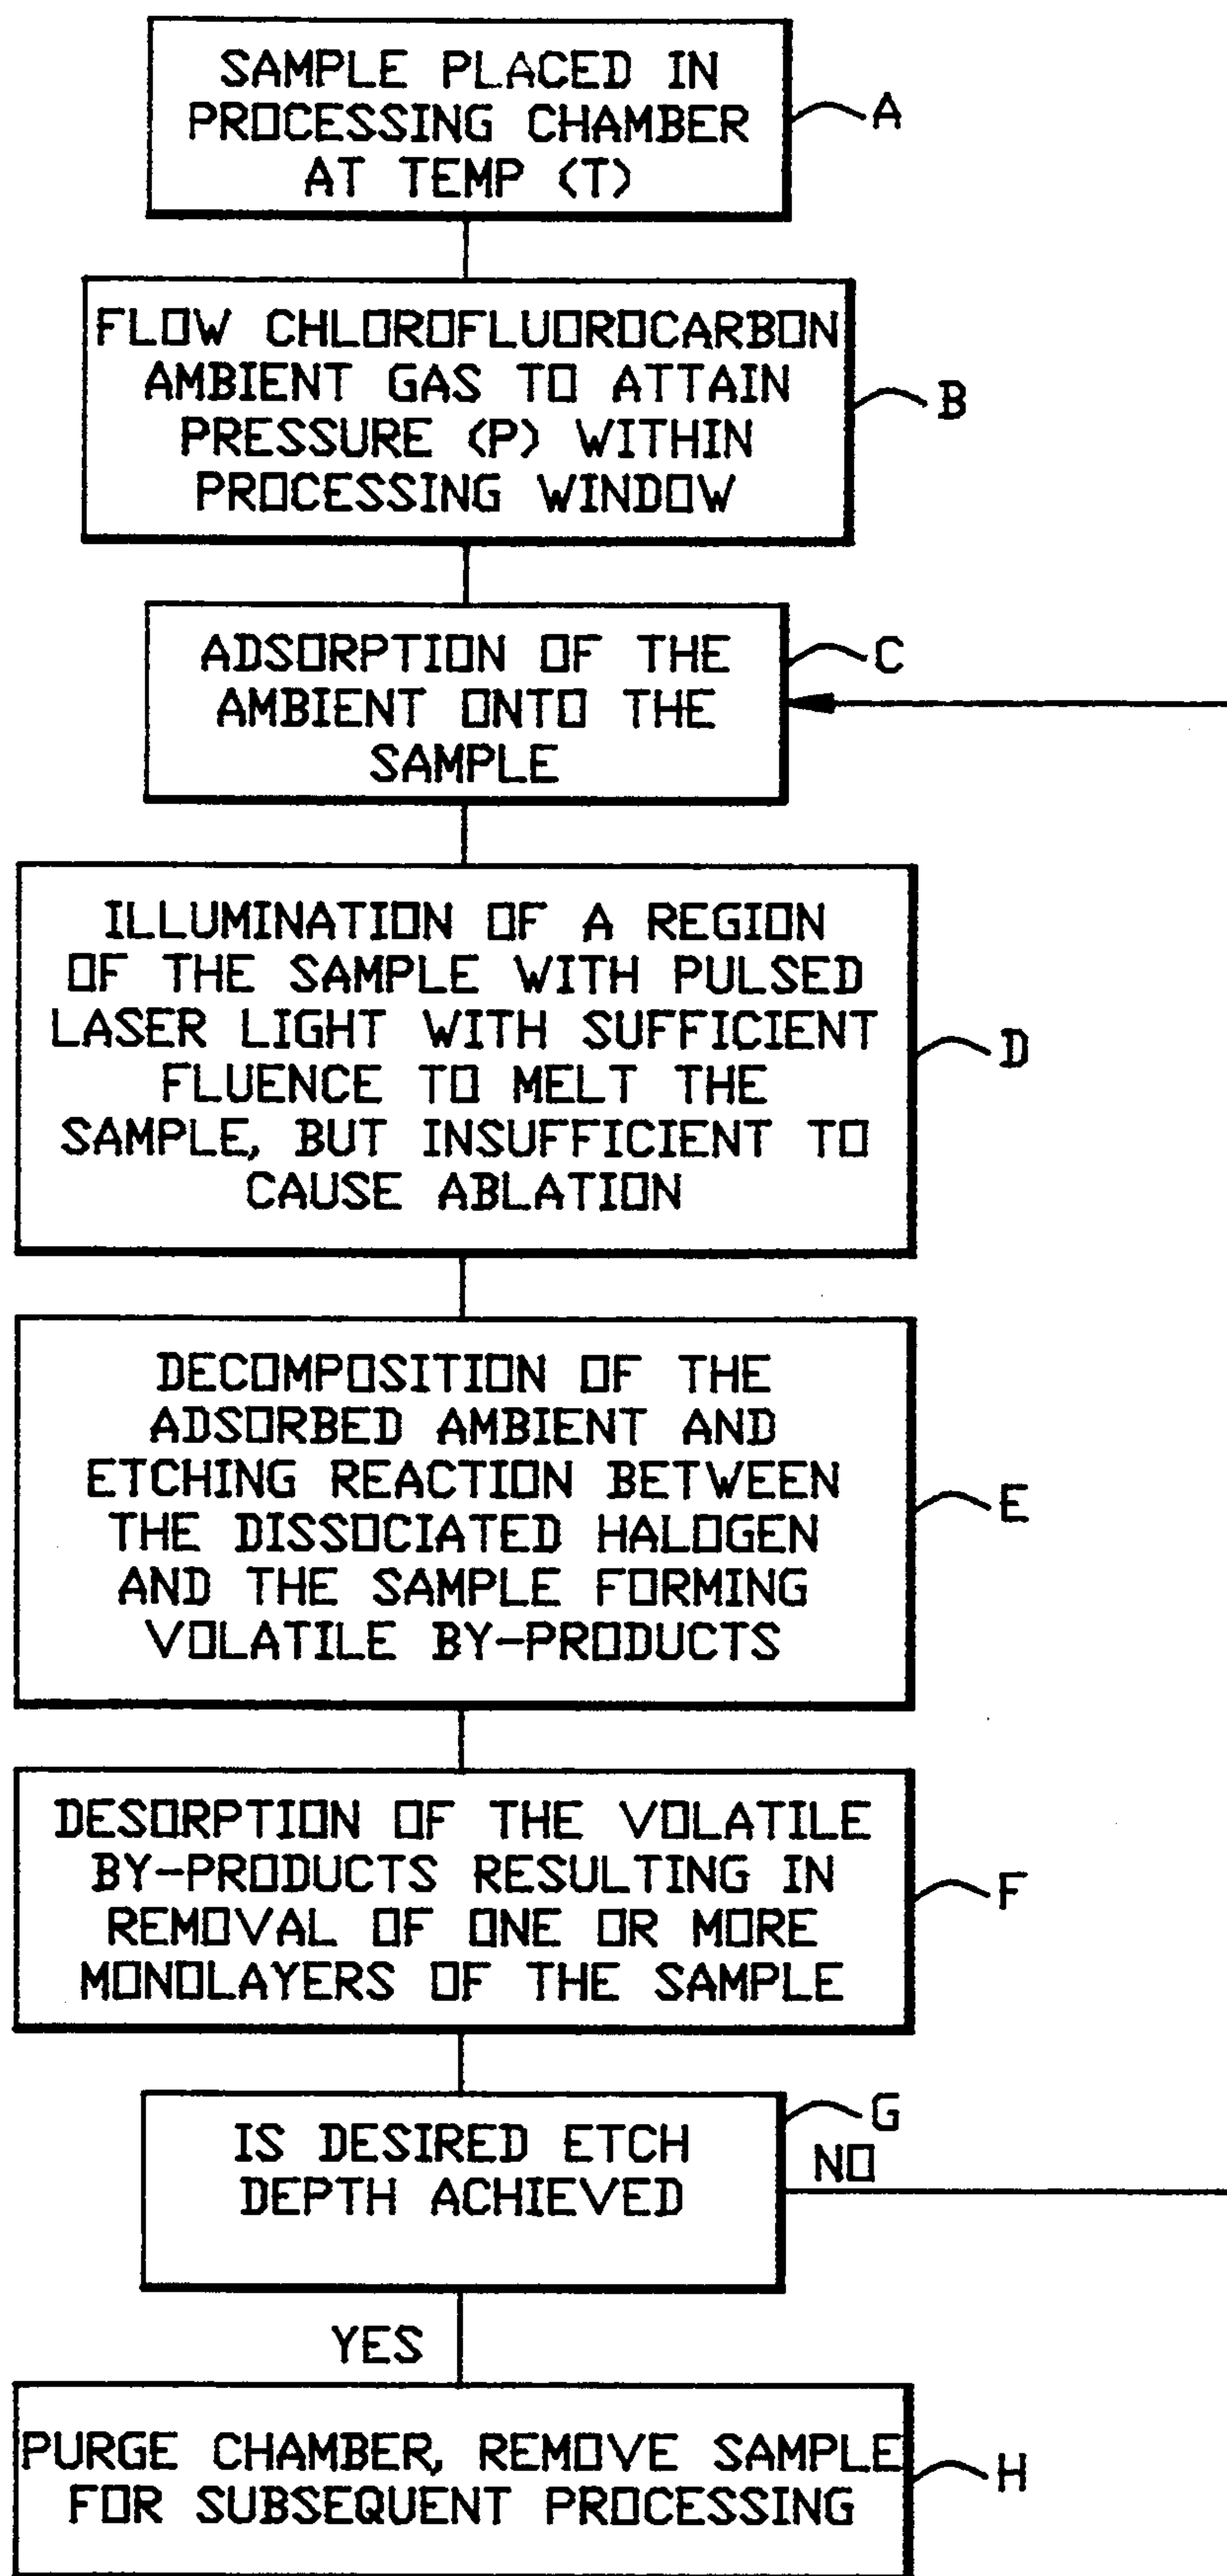 SAMPLE PLACED IN
PROCESSING CHAMBER
AT TEMP (T)
A
FLOW CHLOROFLUOROCARBON
AMBIENT GAS TO ATTAIN
PRESSURE (P) WITHIN
PROCESSING WINDOW
B
ADSORPTION OF THE
AMBIENT ONTO THE
SAMPLE
C
ILLUMINATION OF A REGION
OF THE SAMPLE WITH PULSED
LASER LIGHT WITH SUFFICIENT
FLUENCE TO MELT THE
SAMPLE, BUT INSUFFICIENT TO
CAUSE ABLATION
D
DECOMPOSITION OF THE
ADSORBED AMBIENT AND
ETCHING REACTION BETWEEN
THE DISSOCIATED HALOGEN
AND THE SAMPLE FORMING
VOLATILE BY-PRODUCTS
E
DESORPTION OF THE VOLATILE
BY-PRODUCTS RESULTING IN
REMOVAL OF ONE OR MORE
MONOLAYERS OF THE SAMPLE
F
IS DESIRED ETCH
DEPTH ACHIEVED
G
NO
YES
PURGE CHAMBER, REMOVE SAMPLE
FOR SUBSEQUENT PROCESSING
H